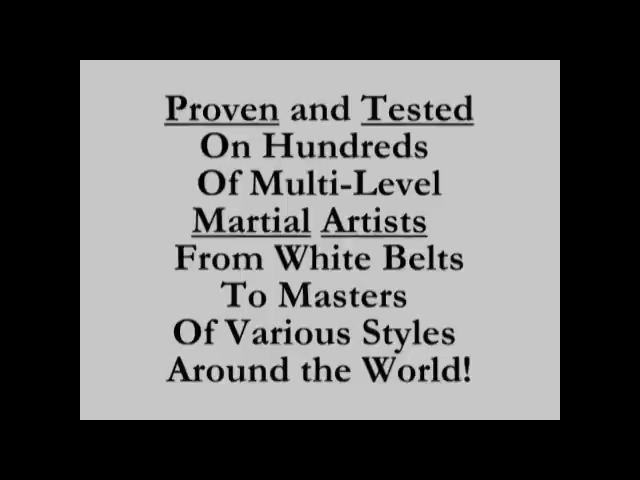 Proven and Tested
On Hundreds
Of Multi-Level
Martial Artists
From White Belts
To Masters
Of Various Styles
Around the World!